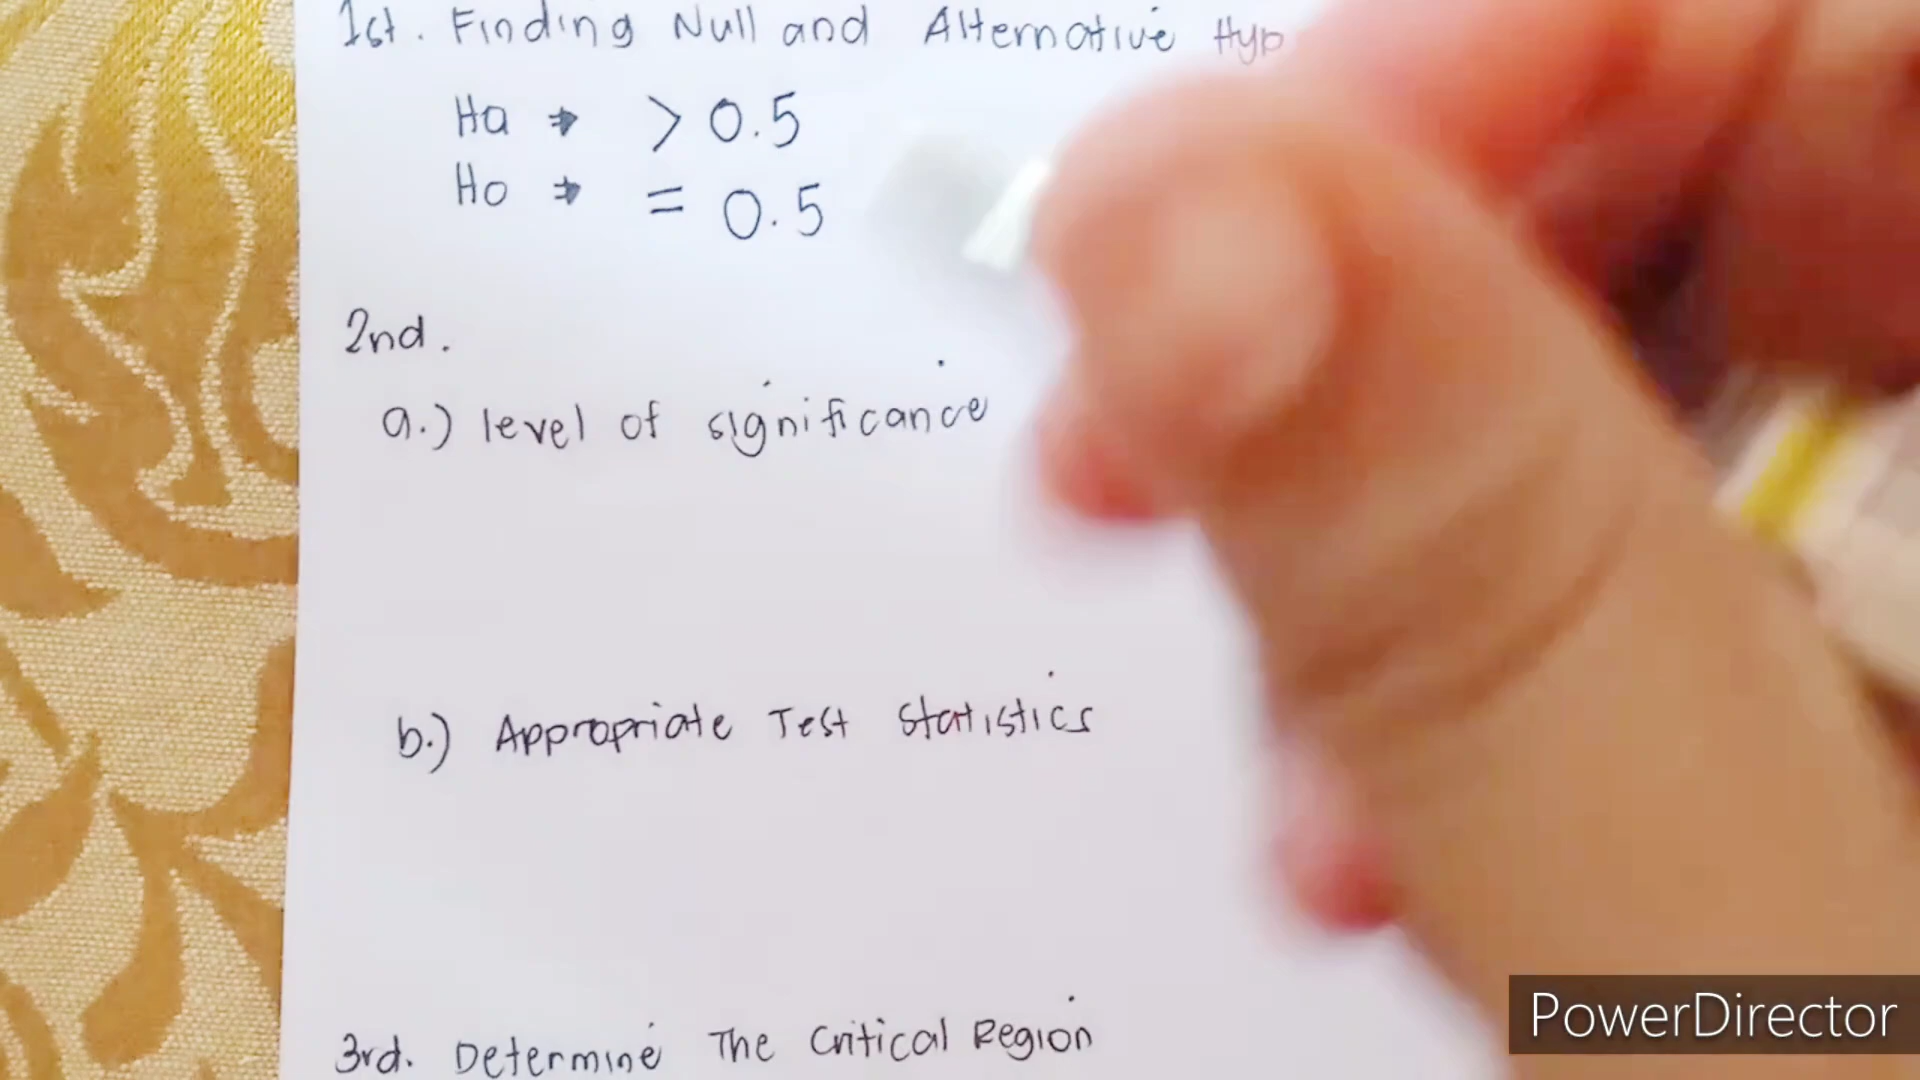 1st. Finding Null and Alternative Hyp
Ha → > 0.5
Ho → = 0.5
2nd.
a.) level of significance
b.) Appropriate Test Statistics
3rd. Determine The Critical Region
PowerDirector